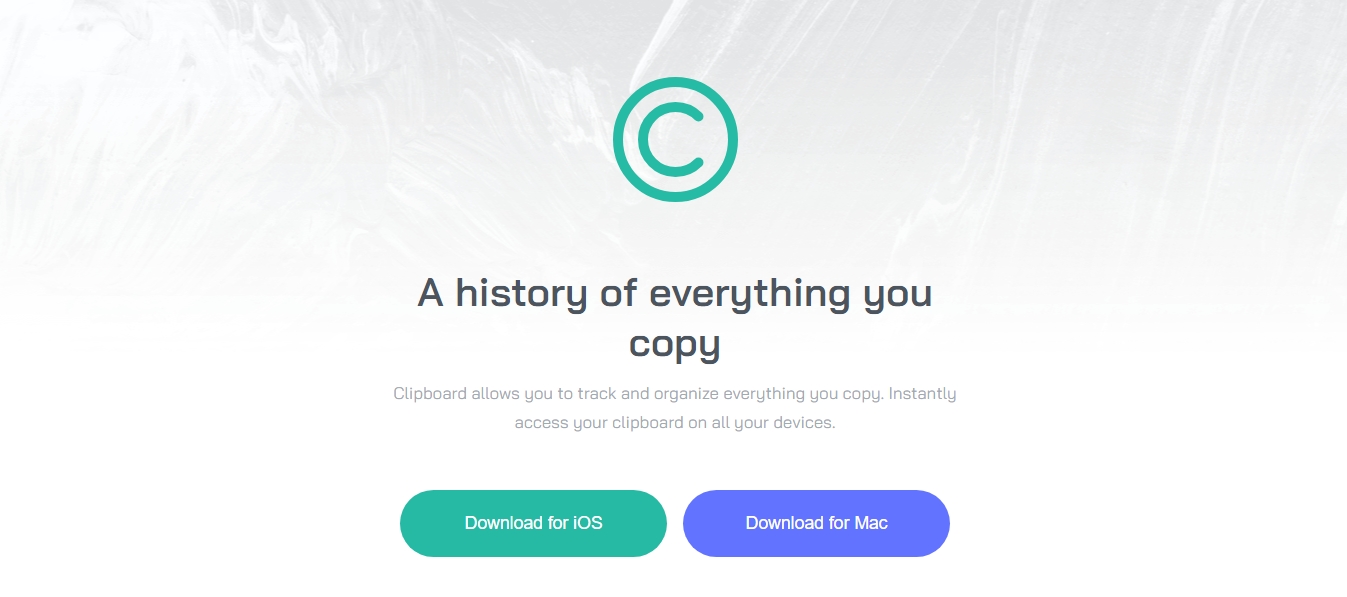 A history of everything you
copy
Clipboard allows you to track and organize everything you copy. Instantly
access your clipboard on all your devices.
Download for iOS
Download for Mac